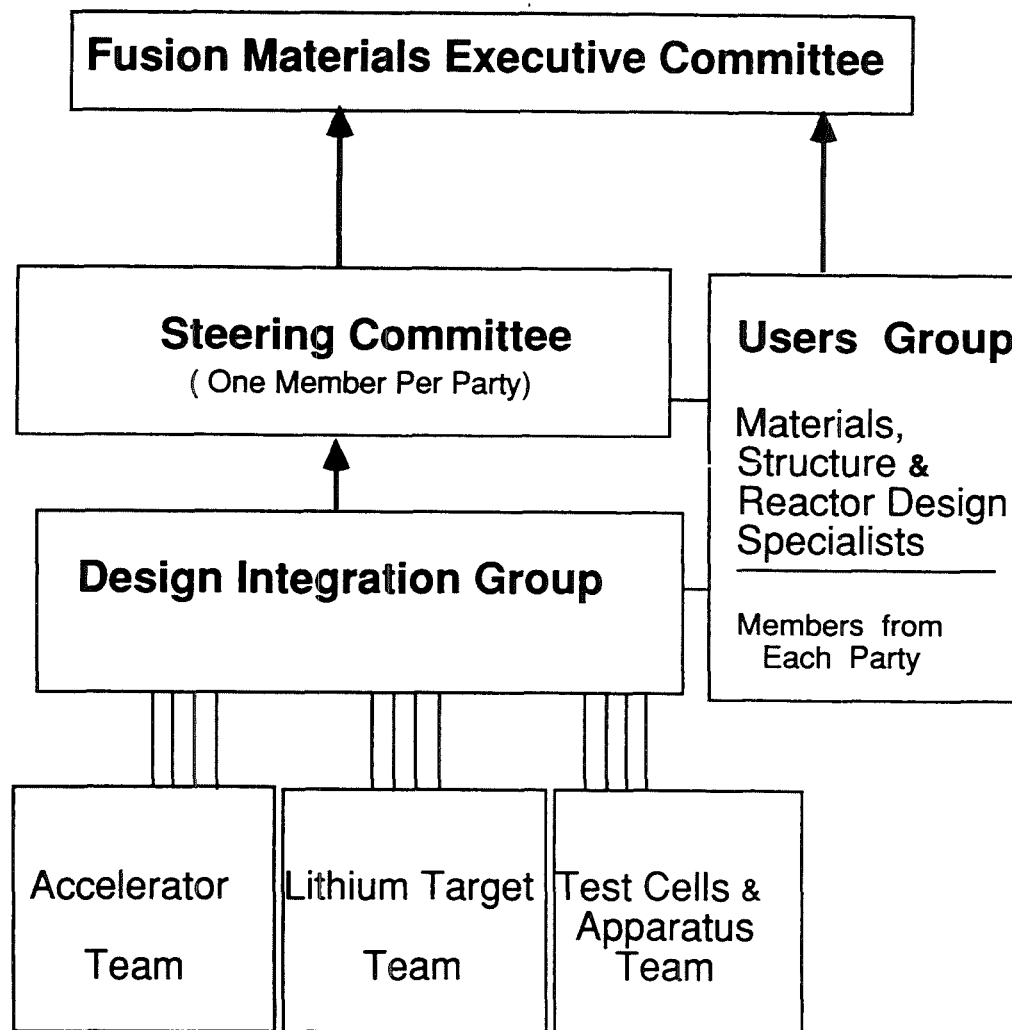 Fusion Materials Executive Committee
Steering Committee
( One Member Per Party)
Users Group
Materials,
Structure &
Reactor Design
Specialists
Members from
Each Party
Design Integration Group
Accelerator
Team
Lithium Target
Team
Test Cells &
Apparatus
Team